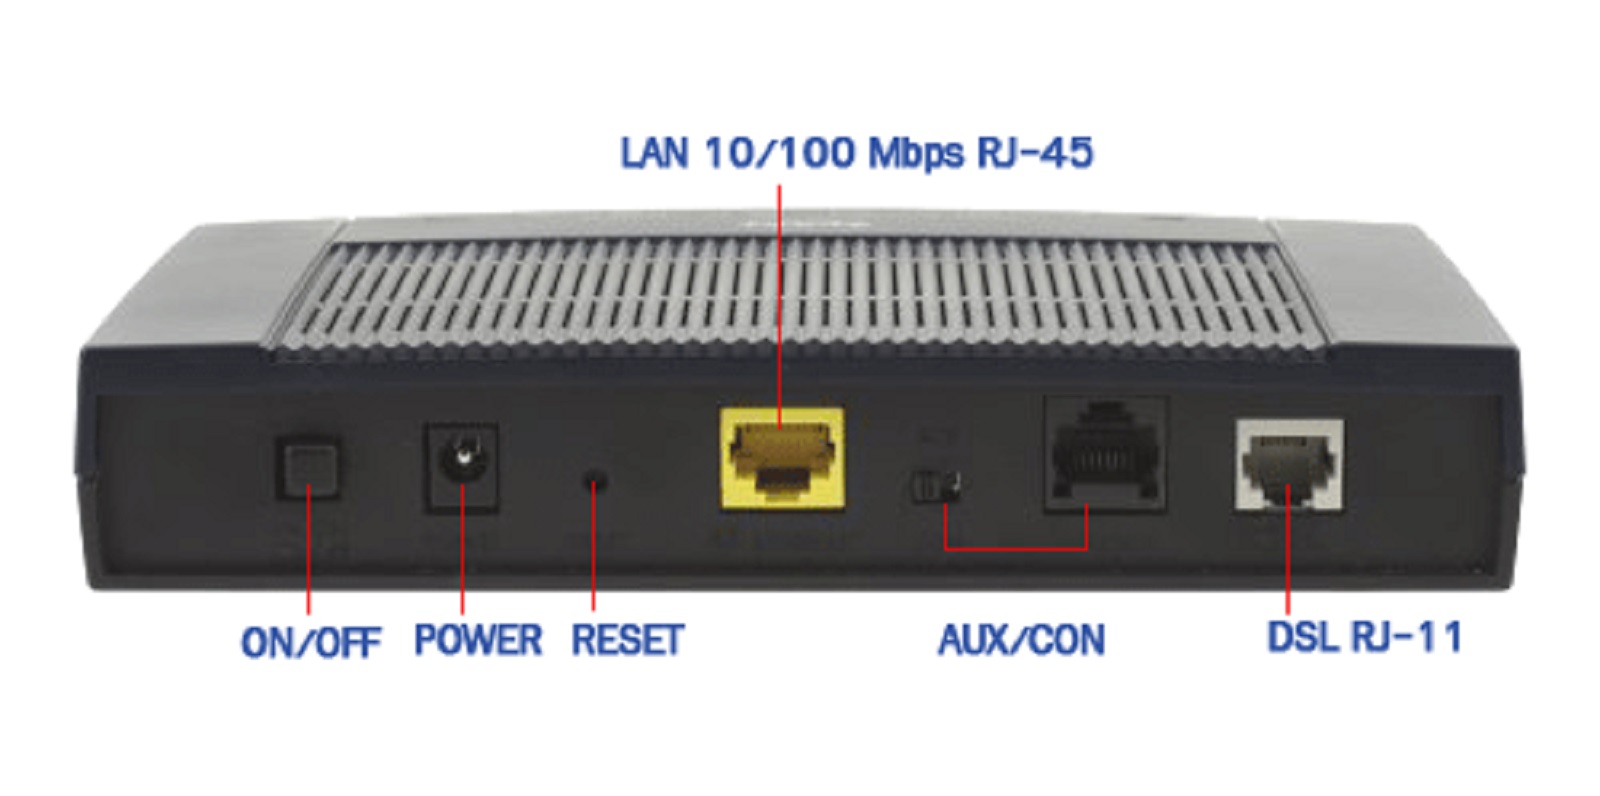 LAN 10/100 Mbps RJ-45
ON/OFF
POWER
RESET
AUX/CON
DSL RJ-11